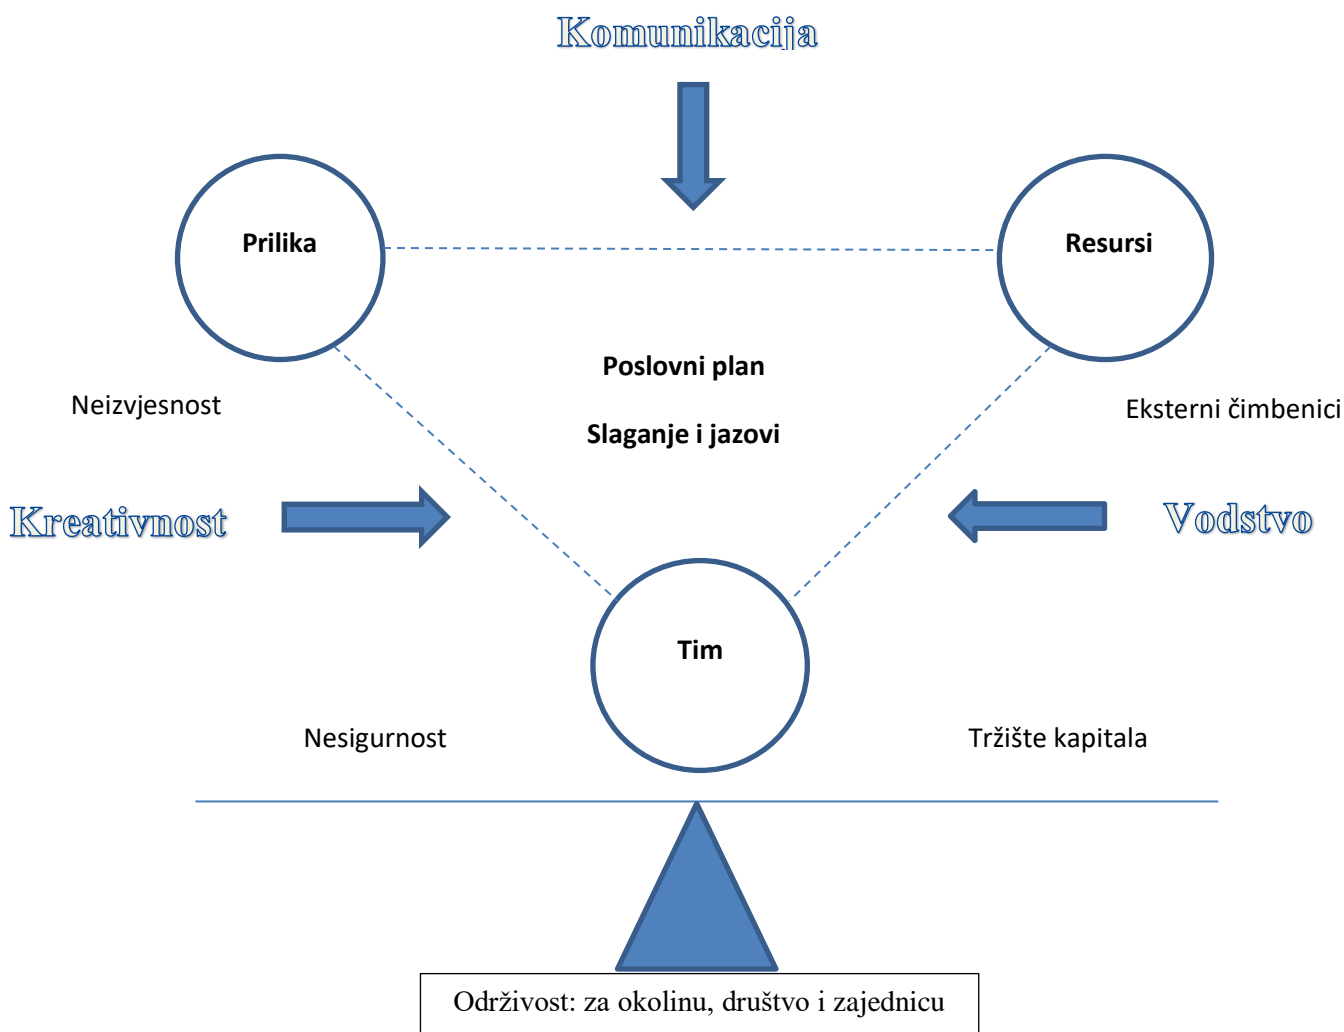 Komunikacija
Prilika
Resursi
Poslovni plan
Neizvjesnost
Eksterni čimbenici
Slaganje i jazovi
Kreativnost
Vodstvo
Tim
Nesigurnost
Tržište kapitala
Održivost: za okolinu, društvo i zajednicu